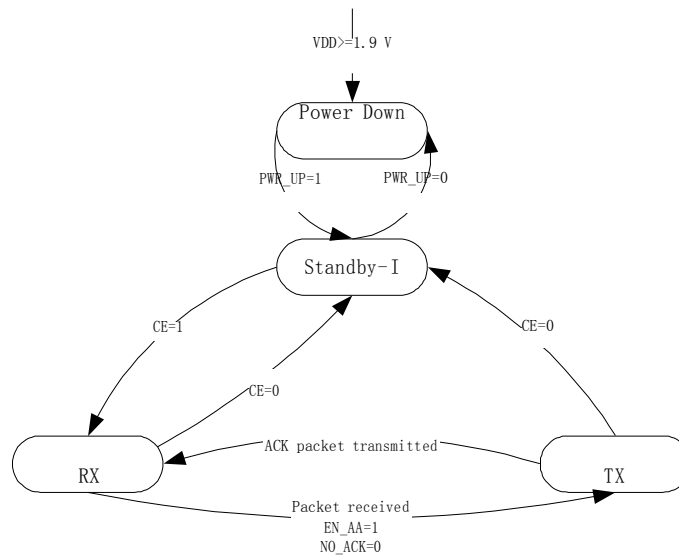 VDD>=1.9 V
Power Down
PWR_UP=1
PWR_UP=0
Standby-I
CE=1
CE=0
CE=0
ACK packet transmitted
RX
TX
Packet received
EN_AA=1
NO_ACK=0